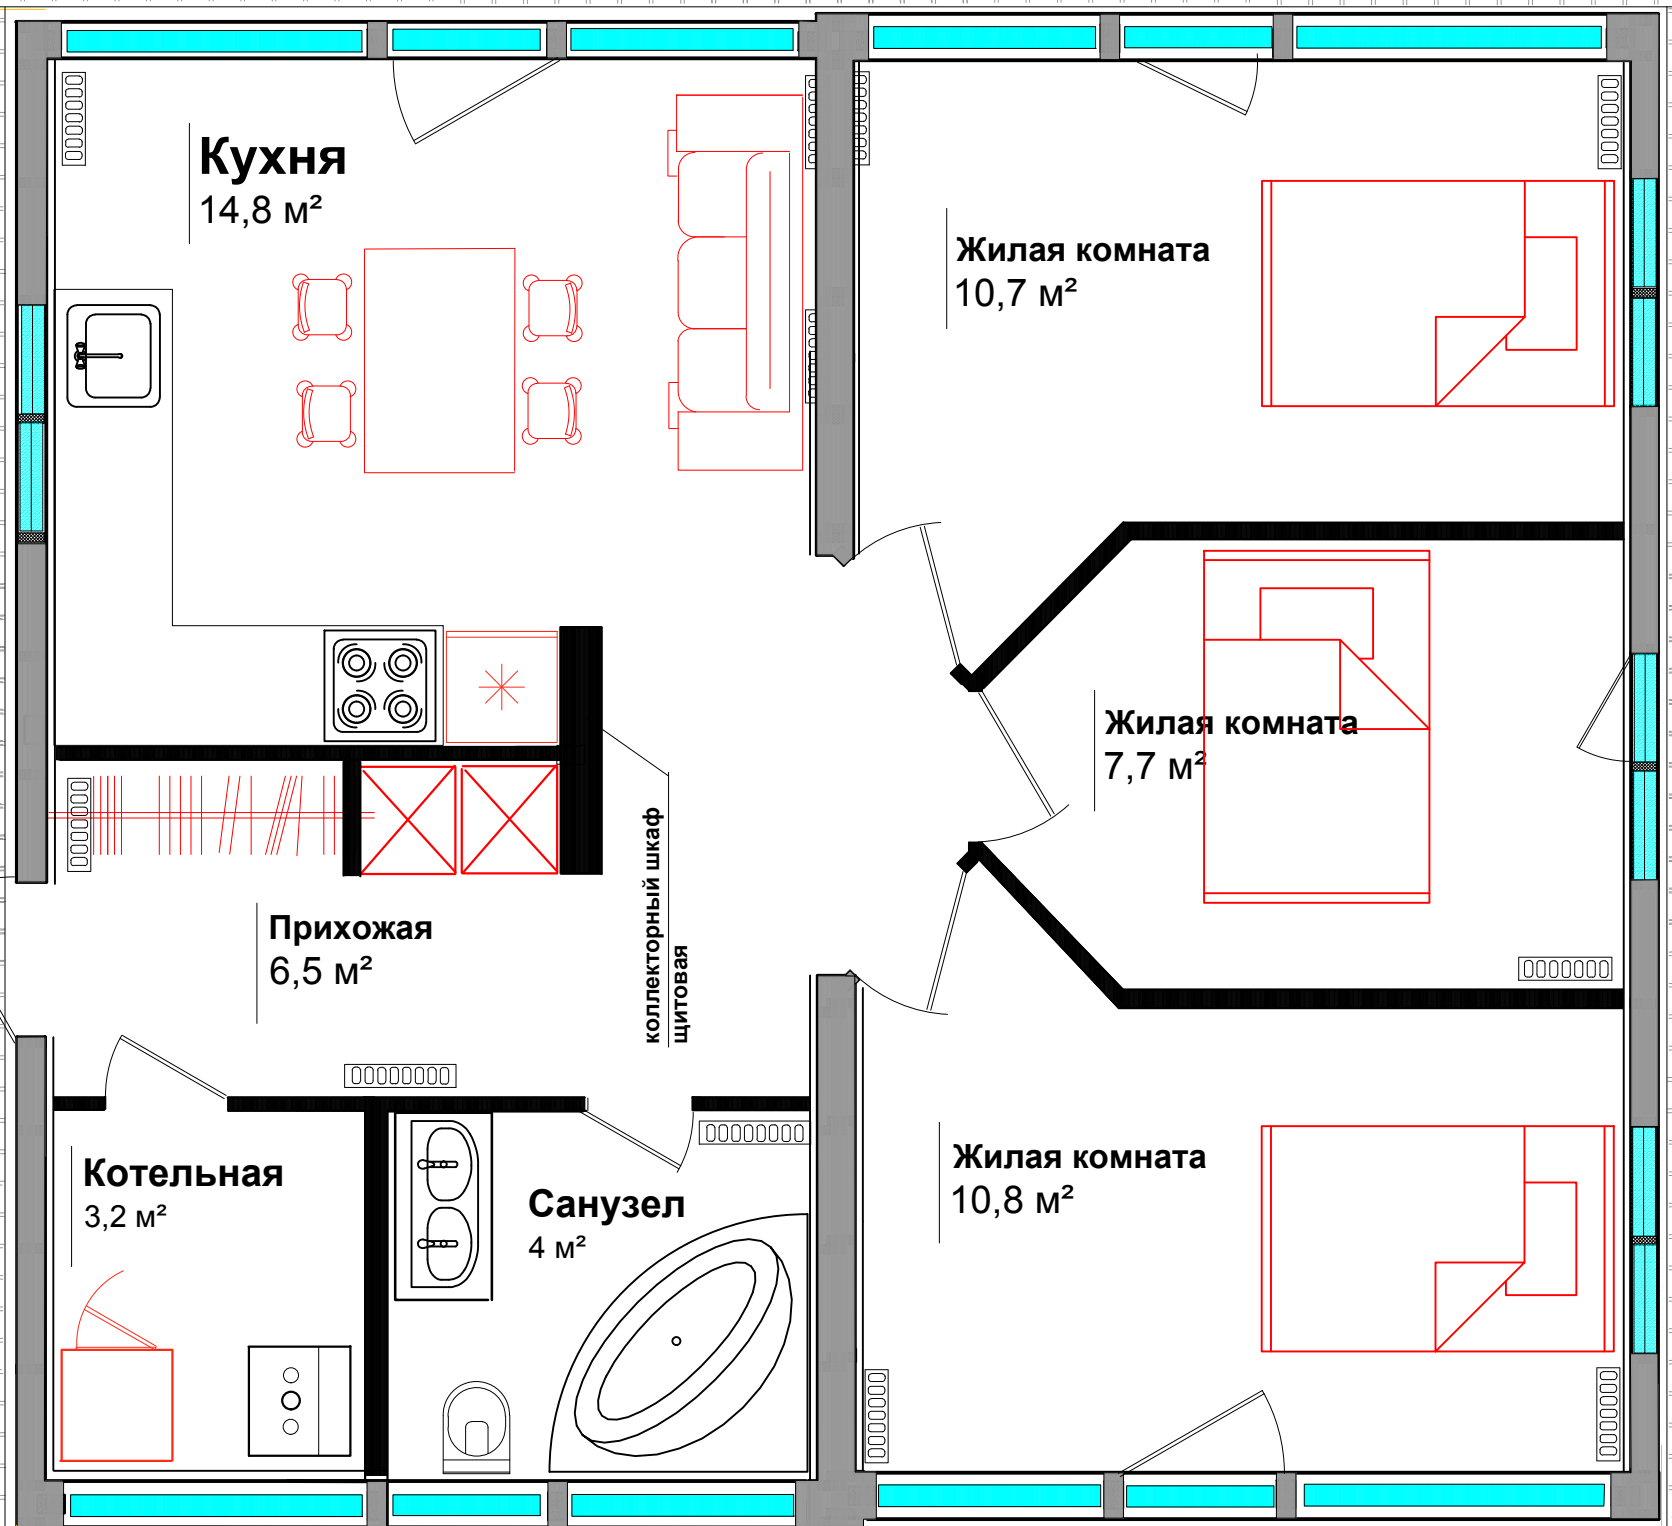 Кухня
14,8 м²
Жилая комната
10,7 м²
Жилая комната
7,7 м²
коллекторный шкаф
щитовая
Прихожая
6,5 м²
Котельная
3,2 м²
Санузел
4 м²
Жилая комната
10,8 м²